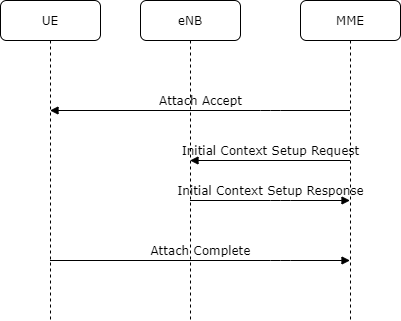 UE
eNB
MME
Attach Accept
Initial Context Setup Request
Initial Context Setup Response
Attach Complete